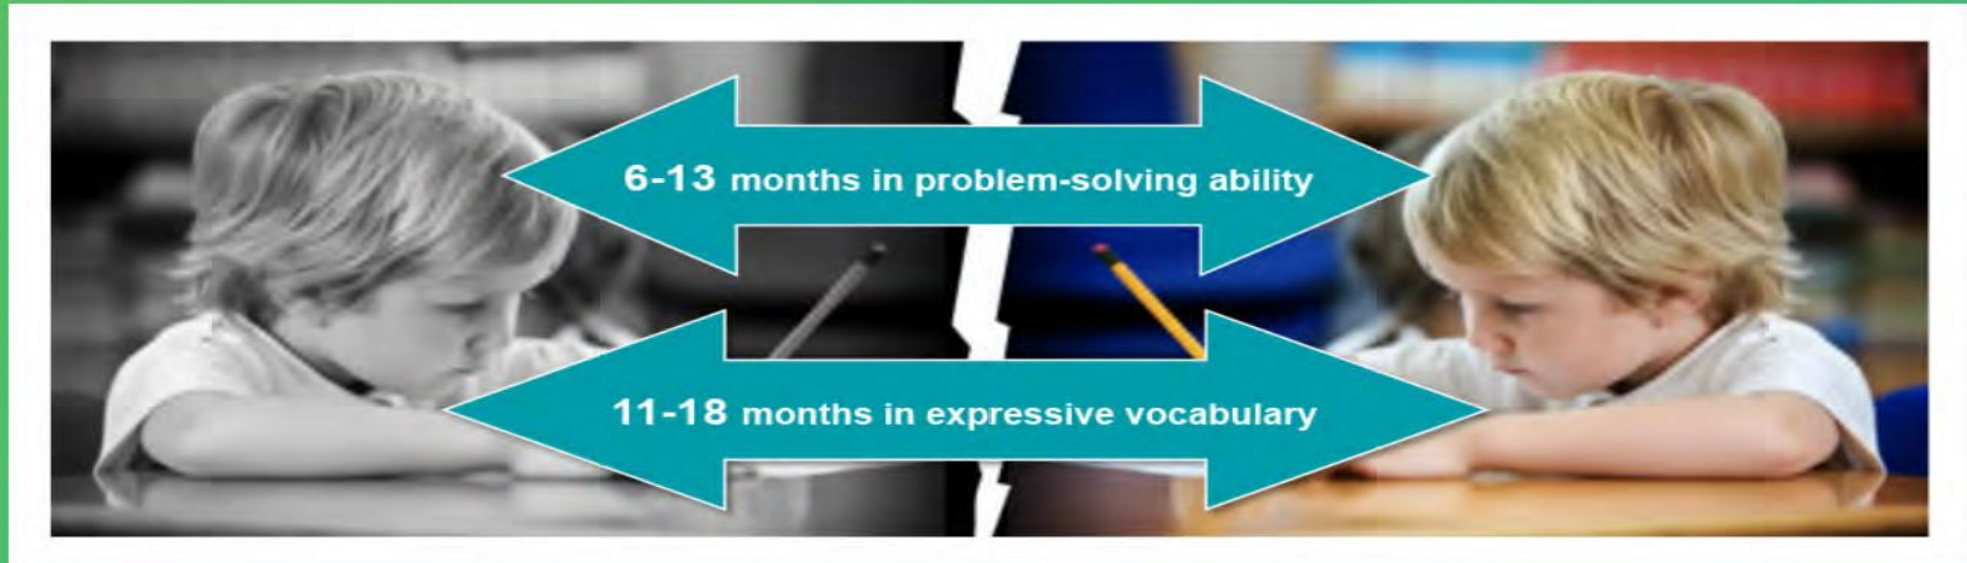 6-13 months in problem-solving ability
11-18 months in expressive vocabulary